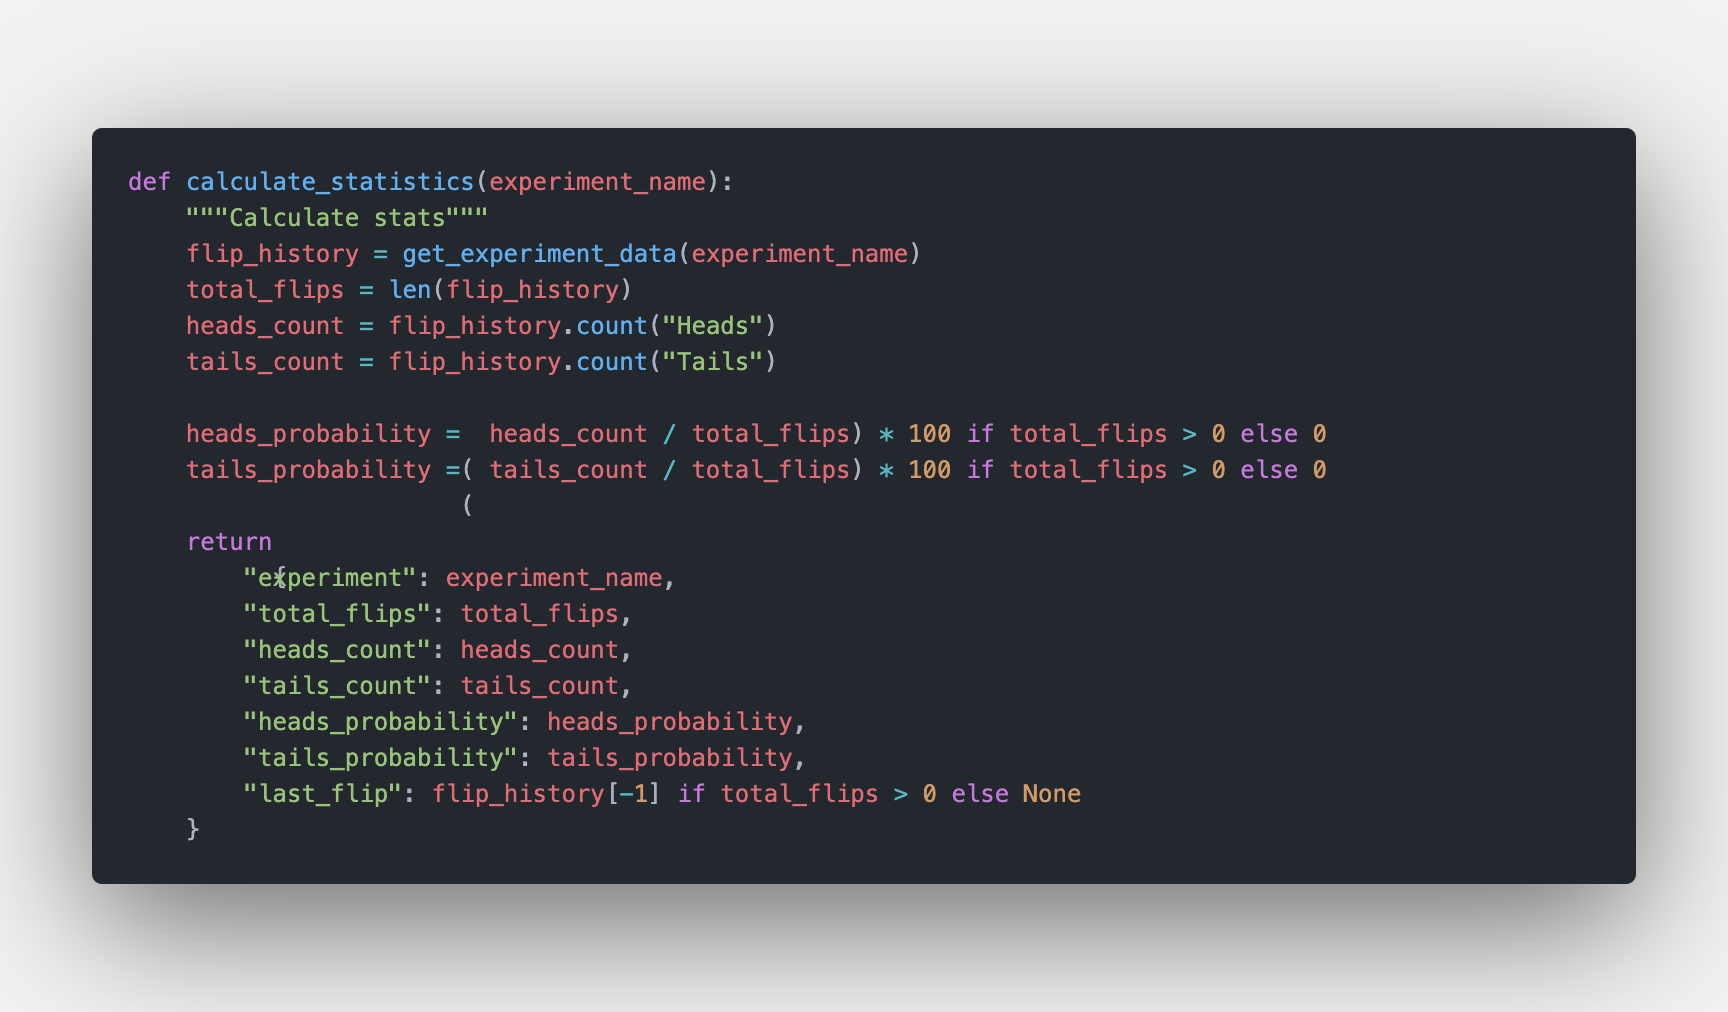 def calculate_statistics(experiment_name):
    """Calculate stats"""
    flip_history = get_experiment_data(experiment_name)
    total_flips = len(flip_history)
    heads_count = flip_history.count("Heads")
    tails_count = flip_history.count("Tails")

    heads_probability =  heads_count / total_flips) * 100 if total_flips > 0 else 0
    tails_probability =( tails_count / total_flips) * 100 if total_flips > 0 else 0
                       (
    return
        "experiment": experiment_name,
          {
        "total_flips": total_flips,
        "heads_count": heads_count,
        "tails_count": tails_count,
        "heads_probability": heads_probability,
        "tails_probability": tails_probability,
        "last_flip": flip_history[-1] if total_flips > 0 else None
    }